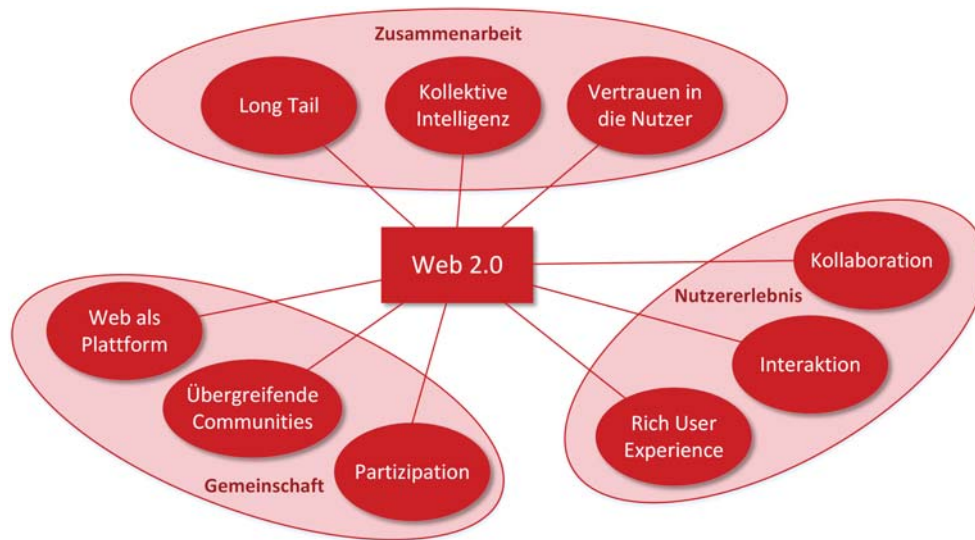 Zusammenarbeit
Long Tail
Kollektive
Intelligenz
Vertrauen in
die Nutzer
Web 2.0
Kollaboration
Nutzererlebnis
Interaktion
Rich User
Experience
Web als
Plattform
Übergreifende
Communities
Partizipation
Gemeinschaft